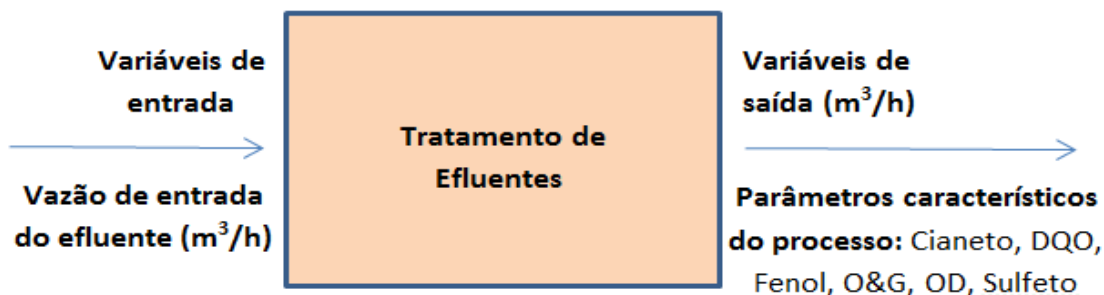 Variáveis de
entrada
Vazão de entrada
do efluente (m³/h)
Tratamento de
Efluentes
Variáveis de
saída (m³/h)
Parâmetros característicos
do processo: Cianeto, DQO,
Fenol, O&G, OD, Sulfeto